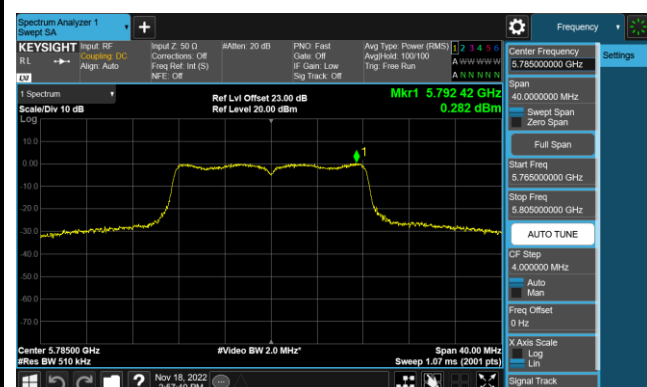 Spectrum Analyzer 1
Swept SA
Frequency
KEYSIGHT
RL
LXI
Input: RF
Coupling: DC
Align: Auto
Input Z: 50 Ω
Corrections: Off
Freq Ref: Int (S)
NFE: Off
#Atten: 20 dB
PNO: Fast
Gate: Off
IF Gain: Low
Sig Track: Off
Avg Type: Power (RMS)
Avg|Hold: 100/100
Trig: Free Run
1 2 3 4 5 6
A W W W W W
A N N N N N
1 Spectrum
Scale/Div 10 dB
Log
Ref Lvl Offset 23.00 dB
Ref Level 20.00 dBm
Mkr1 5.792 42 GHz
0.282 dBm
10.0
0.00
-10.0
-20.0
-30.0
-40.0
-50.0
-60.0
-70.0
1
Center 5.78500 GHz
#Res BW 510 kHz
#Video BW 2.0 MHz*
Span 40.00 MHz
Sweep 1.07 ms (2001 pts)
Nov 18, 2022
Center Frequency
5.785000000 GHz
Span
40.0000000 MHz
Swept Span
Zero Span
Full Span
Start Freq
5.765000000 GHz
Stop Freq
5.805000000 GHz
AUTO TUNE
CF Step
4.000000 MHz
Auto
Man
Freq Offset
0 Hz
X Axis Scale
Log
Lin
Signal Track
Settings